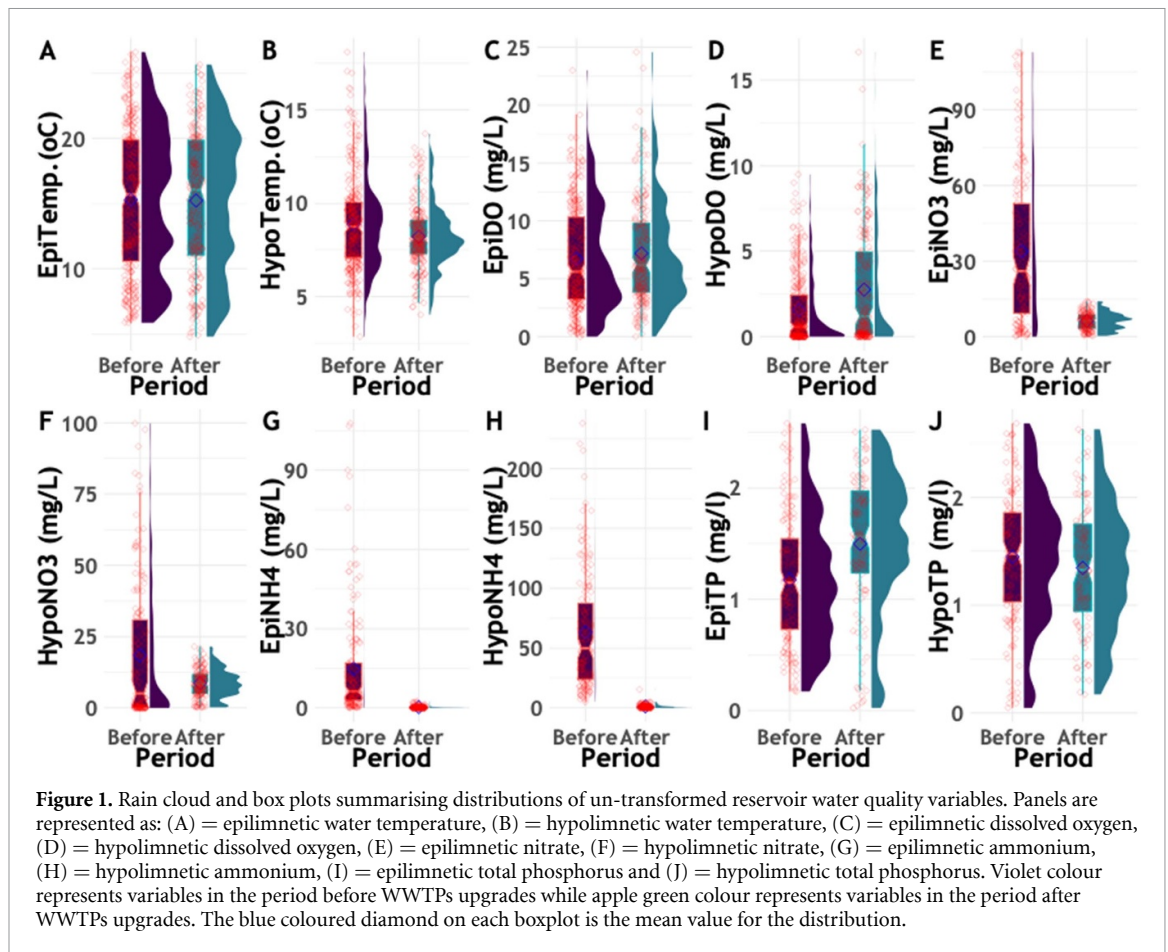 A
B
C
D
E
EpiTemp.(oC)
20
10
HypoTemp.(oC)
15
10
5
EpiDO (mg/L)
25
20
15
10
5
0
HypoDO (mg/L)
15
10
5
0
EpiNO3 (mg/L)
90
60
30
0
Before After
Before After
Before After
Before After
Before After
Period
Period
Period
Period
Period
F
G
H
I
J
HypoNO3 (mg/L)
100
75
50
25
0
EpiNH4 (mg/L)
90
60
30
0
HypoNH4 (mg/L)
200
150
100
50
0
EpiTP (mg/l)
2
1
0
HypoTP (mg/L)
2
1
0
Before After
Before After
Before After
Before After
Before After
Period
Period
Period
Period
Period
Figure 1. Rain cloud and box plots summarising distributions of un-transformed reservoir water quality variables. Panels are
represented as: (A) = epilimnetic water temperature, (B) = hypolimnetic water temperature, (C) = epilimnetic dissolved oxygen,
(D) = hypolimnetic dissolved oxygen, (E) = epilimnetic nitrate, (F) = hypolimnetic nitrate, (G) = epilimnetic ammonium,
(H) = hypolimnetic ammonium, (I) = epilimnetic total phosphorus and (J) = hypolimnetic total phosphorus. Violet colour
represents variables in the period before WWTPs upgrades while apple green colour represents variables in the period after
WWTPs upgrades. The blue coloured diamond on each boxplot is the mean value for the distribution.